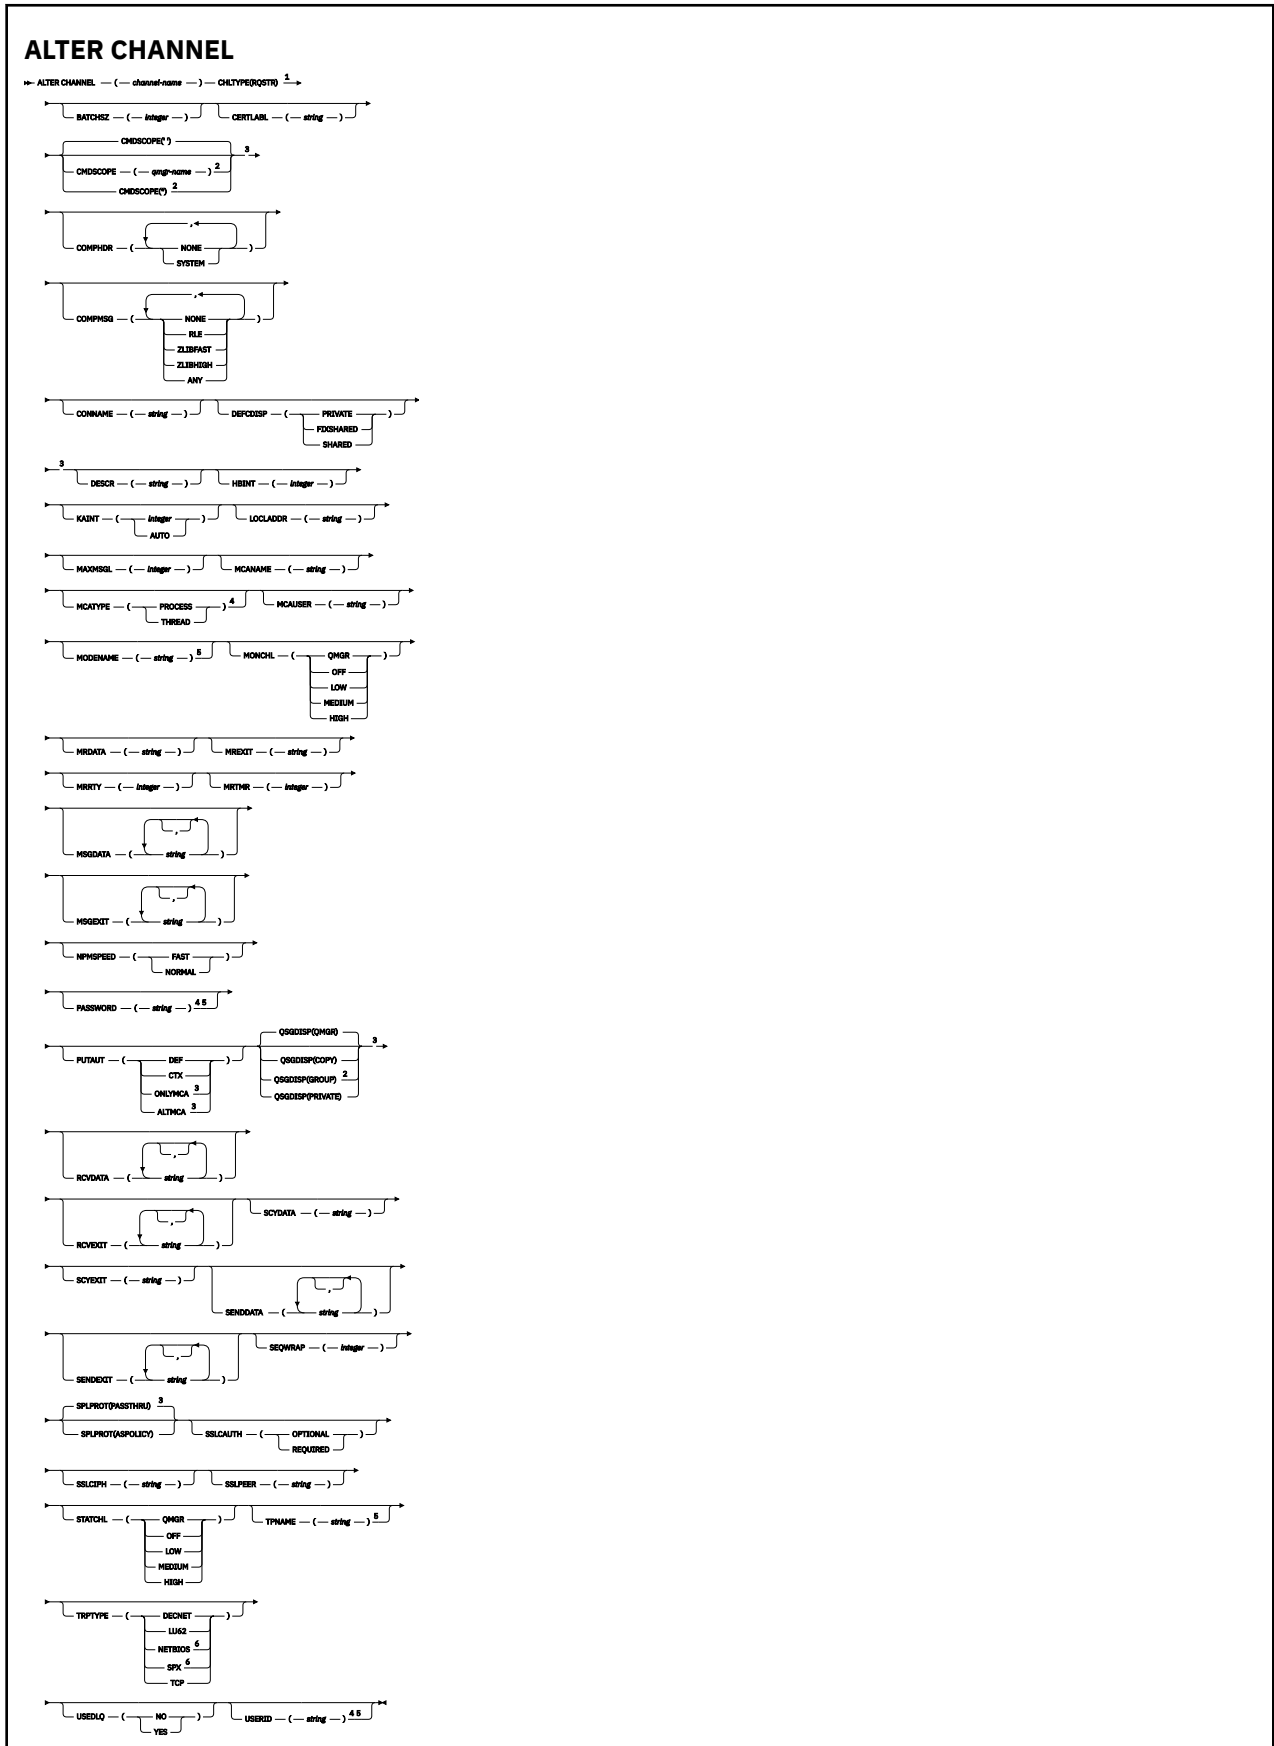 ALTER CHANNEL
ALTER CHANNEL ( channel-name ) CHLTYPE(RQSTR) 1
BATCHSZ ( integer ) CERTLABL ( string )
CMDSCOPE(' ')
3
CMDSCOPE ( qmgr-name ) 2
CMDSCOPE(*) 2
,
COMPHDR ( NONE )
SYSTEM
,
COMPMSG ( NONE )
RLE
ZLIBFAST
ZLIBHIGH
ANY
CONNAME ( string ) DEFCDISP ( PRIVATE )
FIXSHARED
SHARED
3
DESCR ( string ) HBINT ( integer )
KAINT ( integer ) LOCLADDR ( string )
AUTO
MAXMSGL ( integer ) MCANAME ( string )
MCATYPE ( PROCESS ) 4 MCAUSER ( string )
THREAD
MODENAME ( string ) 5 MONCHL ( QMGR )
OFF
LOW
MEDIUM
HIGH
MRDATA ( string ) MREXIT ( string )
MRRTY ( integer ) MRTMR ( integer )
,
MSGDATA ( string )
,
MSGEXIT ( string )
NPMSPEED ( FAST )
NORMAL
PASSWORD ( string ) 4 5
QSGDISP(QMGR)
3
PUTAUT ( DEF ) QSGDISP(COPY)
CTX QSGDISP(GROUP) 2
ONLYMCA 3 QSGDISP(PRIVATE)
ALTMCA 3
,
RCVDATA ( string )
SCYDATA ( string )
,
RCVEXIT ( string )
SCYEXIT ( string )
,
SENDDATA ( string )
SEQWRAP ( integer )
,
SENDEXIT ( string )
SPLPROT(PASSTHRU) 3
SPLPROT(ASPOLICY) SSLCAUTH ( OPTIONAL )
REQUIRED
SSLCIPH ( string ) SSLPEER ( string )
STATCHL ( QMGR ) TPNAME ( string ) 5
OFF
LOW
MEDIUM
HIGH
TRPTYPE ( DECNET )
LU62
NETBIOS 6
SPX 6
TCP
USEDLQ ( NO ) USERID ( string ) 4 5
YES